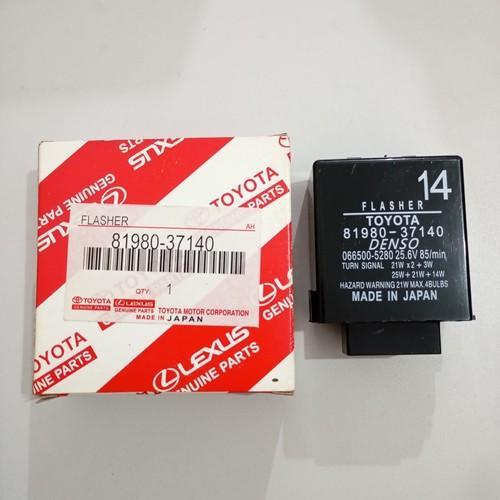 LEXUS
GENUINE PARTS
TOYOTA
GENUINE PARTS
LEXUS
FLASHER
AH
81980-37140
QTY: 1
TOYOTA
GENUINE PARTS
LEXUS
GENUINE PARTS
TOYOTA MOTOR CORPORATION
MADE IN JAPAN
TOYOTA
GENUINE PARTS
LEXUS
14
FLASHER
TOYOTA
81980-37140
DENSO
066500-5280 25.6V 85/min
TURN SIGNAL 21W x2+3W
25W+21W+14W
HAZARD WARNING 21W MAX.4BULBS
MADE IN JAPAN